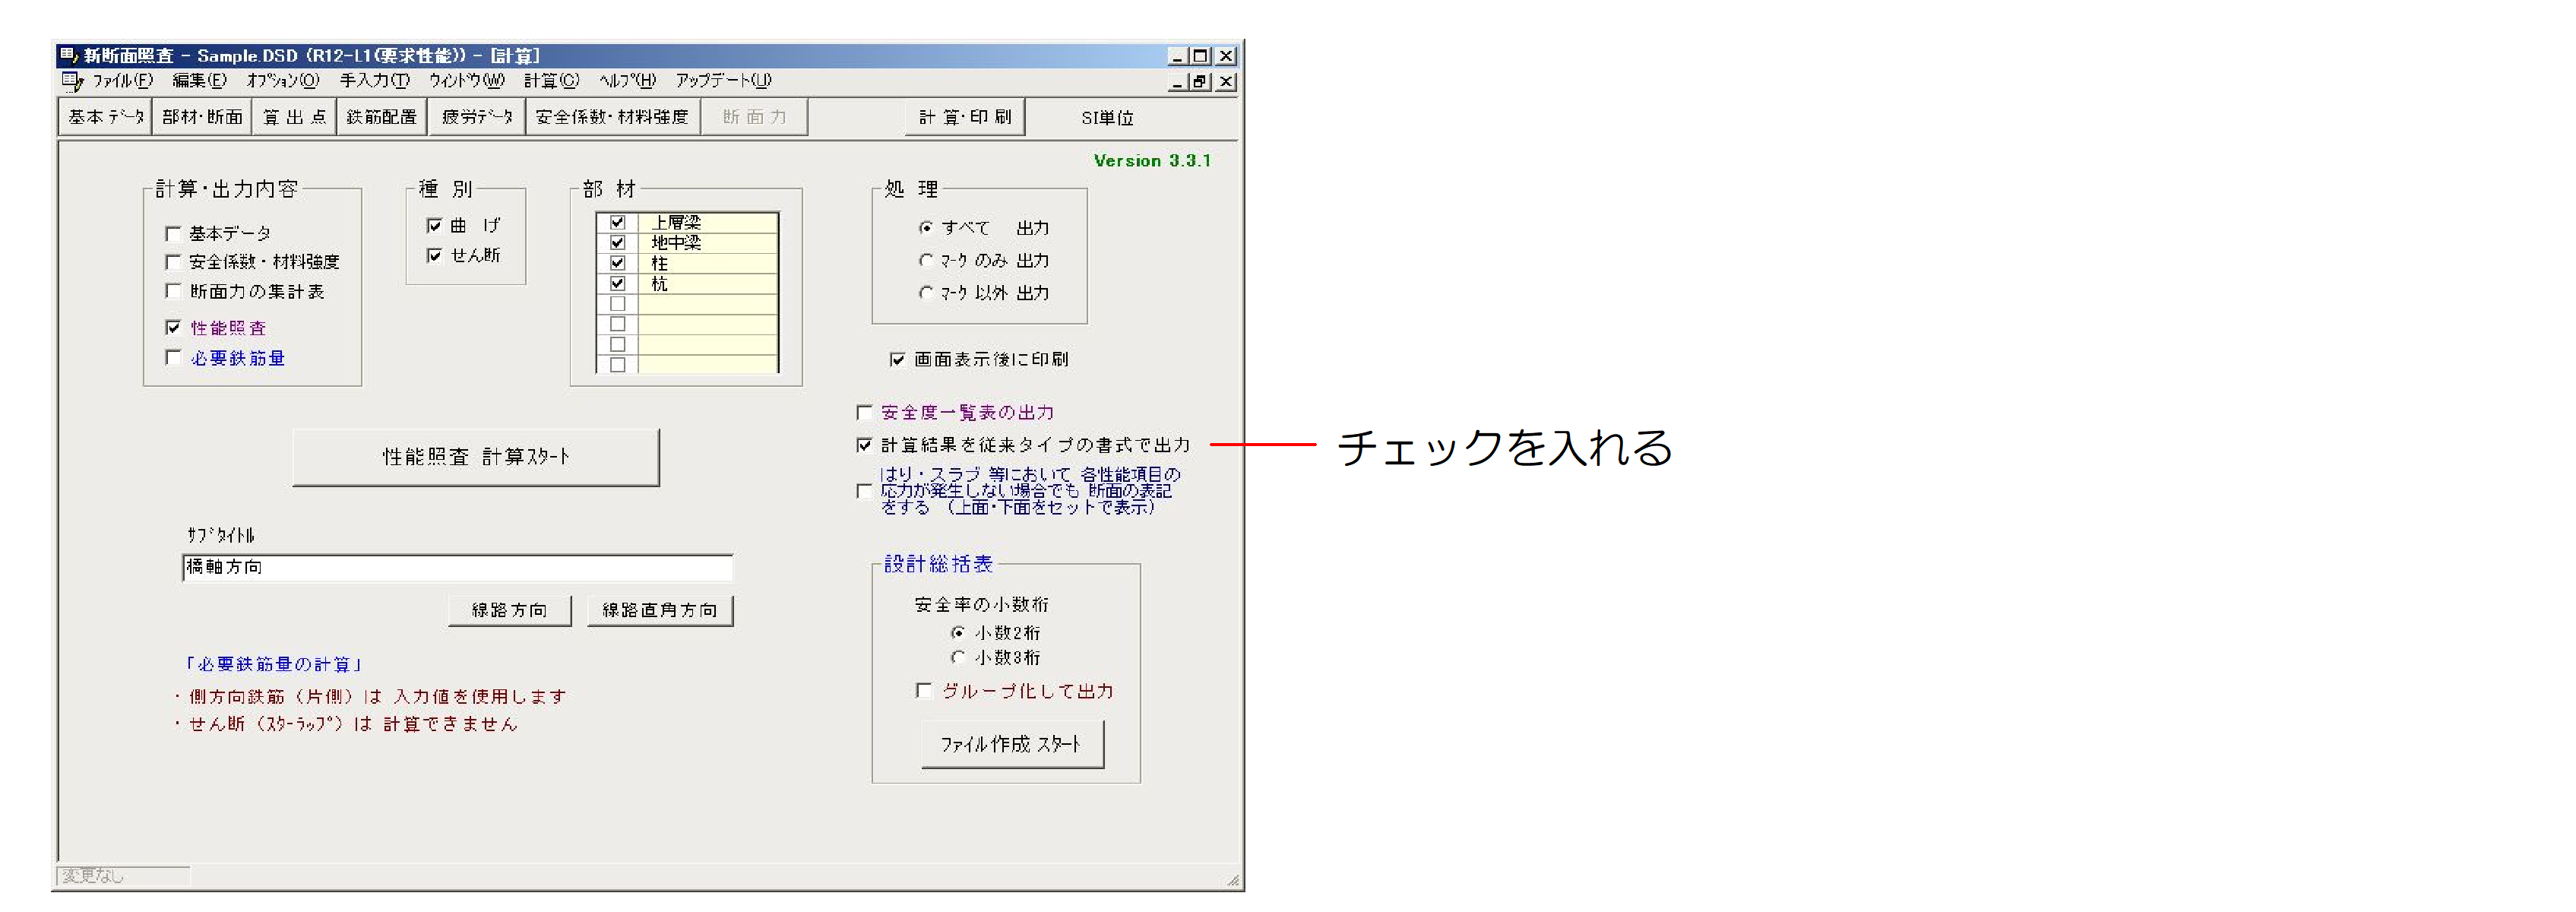 新断面照査 - Sample.DSD (R12-L1(要求性能)) - [計算]
ファイル(F) 編集(E) オプション(O) 手入力(T) ウィンドウ(W) 計算(C) ヘルプ(H) アップデート(U)
基本データ 部材・断面 算 出 点 鉄筋配置 疲労データ 安全係数・材料強度 断 面 力 計 算・印 刷 SI単位
Version 3.3.1
計算・出力内容
基本データ
安全係数・材料強度
断面力の集計表
性能照査
必要鉄筋量
種 別
曲 げ
せん断
部 材
上層梁
地中梁
柱
杭
処 理
すべて 出力
マーク のみ 出力
マーク 以外 出力
画面表示後に印刷
安全度一覧表の出力
計算結果を従来タイプの書式で出力
チェックを入れる
はり・スラブ 等において 各性能項目の
応力が発生しない場合でも 断面の表記
をする (上面・下面をセットで表示)
性能照査 計算スタート
サブタイトル
橋軸方向
線路方向 線路直角方向
「必要鉄筋量の計算」
・側方向鉄筋(片側)は 入力値を使用します
・せん断(スターラップ)は 計算できません
設計総括表
安全率の小数桁
小数2桁
小数3桁
グループ化して出力
ファイル作成 スタート
変更なし